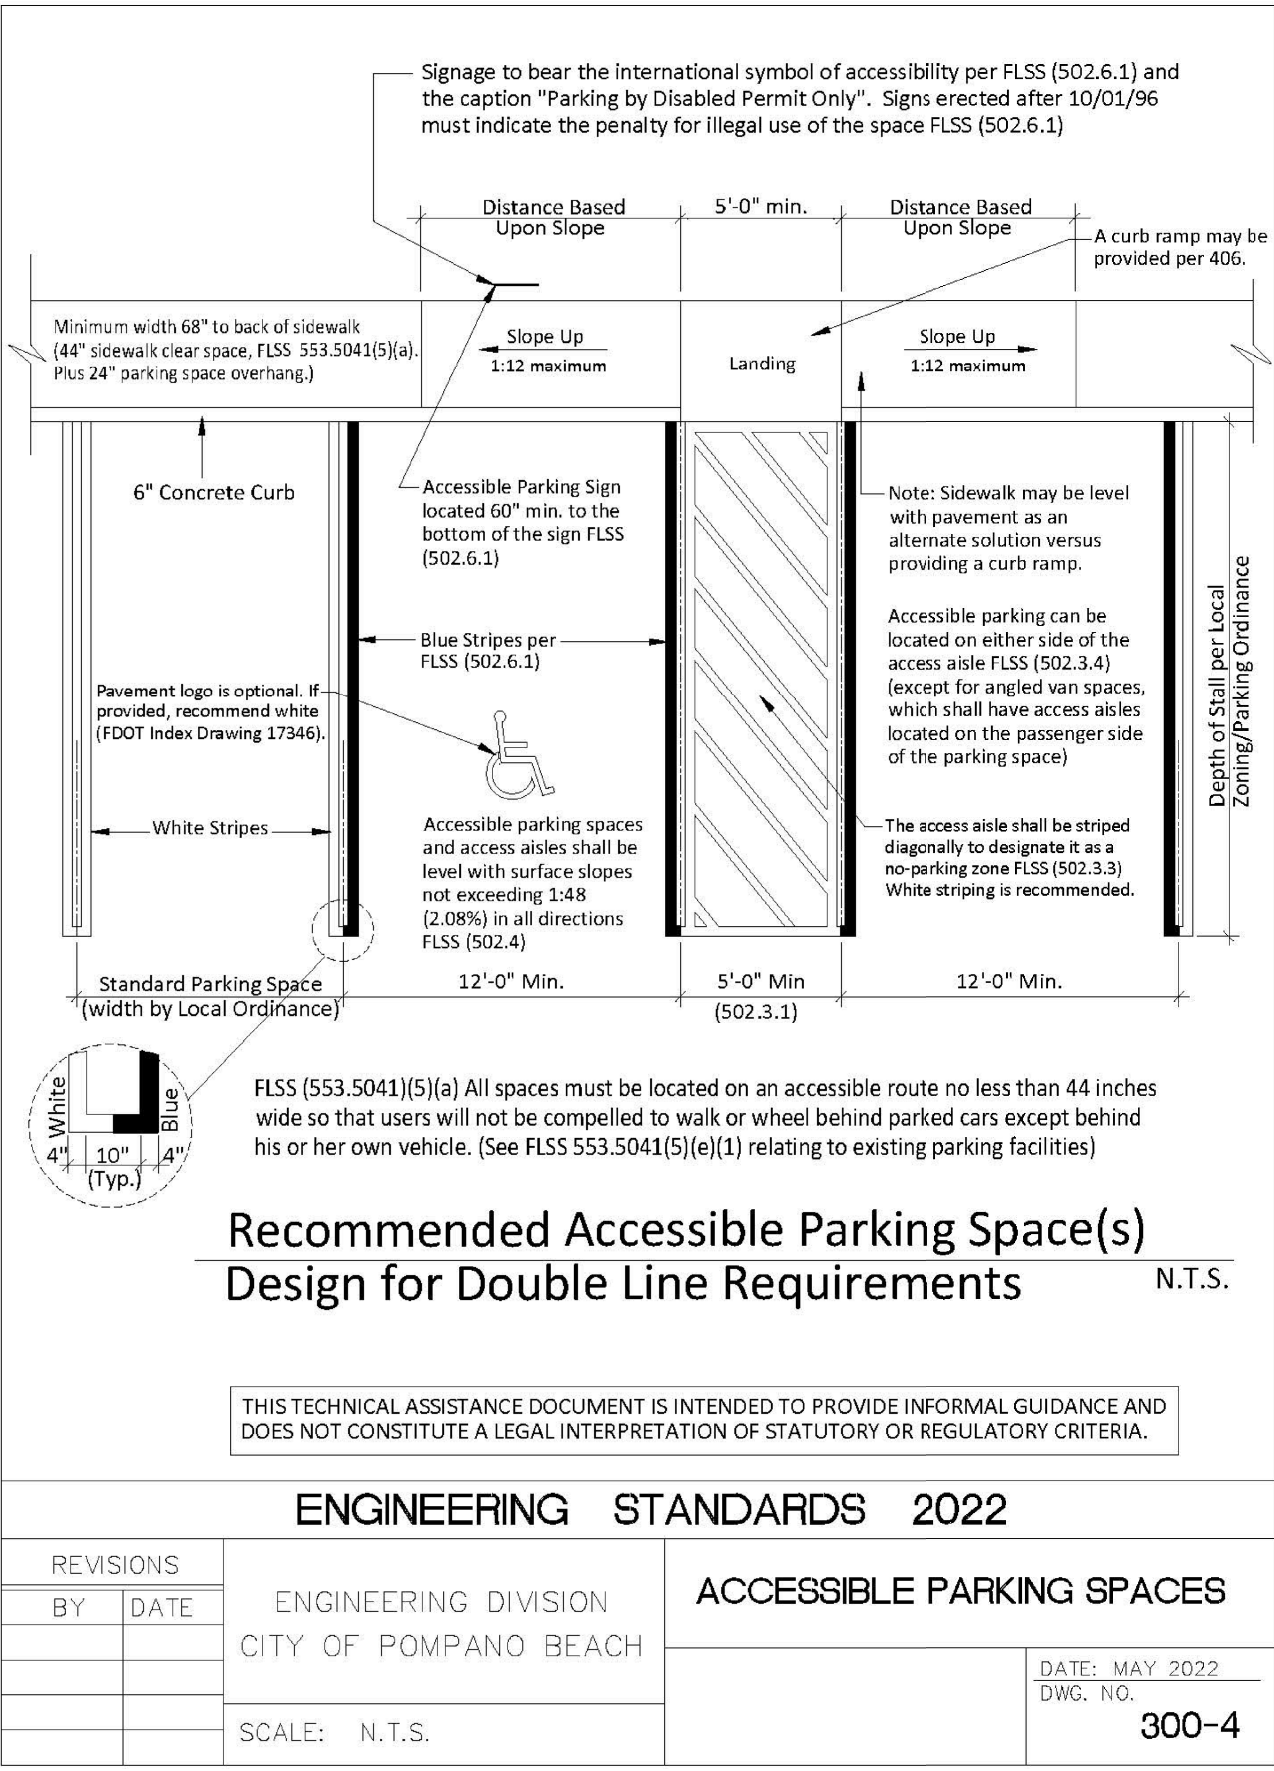 Signage to bear the international symbol of accessibility per FLSS (502.6.1) and
the caption "Parking by Disabled Permit Only".  Signs erected after 10/01/96
must indicate the penalty for illegal use of the space FLSS (502.6.1)
Distance Based
Upon Slope
5'-0" min.
Distance Based
Upon Slope
A curb ramp may be
provided per 406.
Minimum width 68" to back of sidewalk
(44" sidewalk clear space, FLSS 553.5041(5)(a).
Plus 24" parking space overhang.)
Slope Up
1:12 maximum
Landing
Slope Up
1:12 maximum
6" Concrete Curb
Accessible Parking Sign
located 60" min. to the
bottom of the sign FLSS
(502.6.1)
Note: Sidewalk may be level
with pavement as an
alternate solution versus
providing a curb ramp.
Blue Stripes per
FLSS (502.6.1)
Accessible parking can be
located on either side of the
access aisle FLSS (502.3.4)
(except for angled van spaces,
which shall have access aisles
located on the passenger side
of the parking space)
Depth of Stall per Local
Zoning/Parking Ordinance
Pavement logo is optional. If
provided, recommend white
(FDOT Index Drawing 17346).
White Stripes
Accessible parking spaces
and access aisles shall be
level with surface slopes
not exceeding 1:48
(2.08%) in all directions
FLSS (502.4)
The access aisle shall be striped
diagonally to designate it as a
no-parking zone FLSS (502.3.3)
White striping is recommended.
Standard Parking Space
(width by Local Ordinance)
12'-0" Min.
5'-0" Min
(502.3.1)
12'-0" Min.
White
Blue
4"
10"
(Typ.)
4"
FLSS (553.5041)(5)(a) All spaces must be located on an accessible route no less than 44 inches
wide so that users will not be compelled to walk or wheel behind parked cars except behind
his or her own vehicle. (See FLSS 553.5041(5)(e)(1) relating to existing parking facilities)
Recommended Accessible Parking Space(s)
Design for Double Line Requirements
N.T.S.
THIS TECHNICAL ASSISTANCE DOCUMENT IS INTENDED TO PROVIDE INFORMAL GUIDANCE AND
DOES NOT CONSTITUTE A LEGAL INTERPRETATION OF STATUTORY OR REGULATORY CRITERIA.
ENGINEERING STANDARDS 2022
REVISIONS
BY
DATE
ENGINEERING DIVISION
CITY OF POMPANO BEACH
SCALE: N.T.S.
ACCESSIBLE PARKING SPACES
DATE: MAY 2022
DWG. NO.
300-4